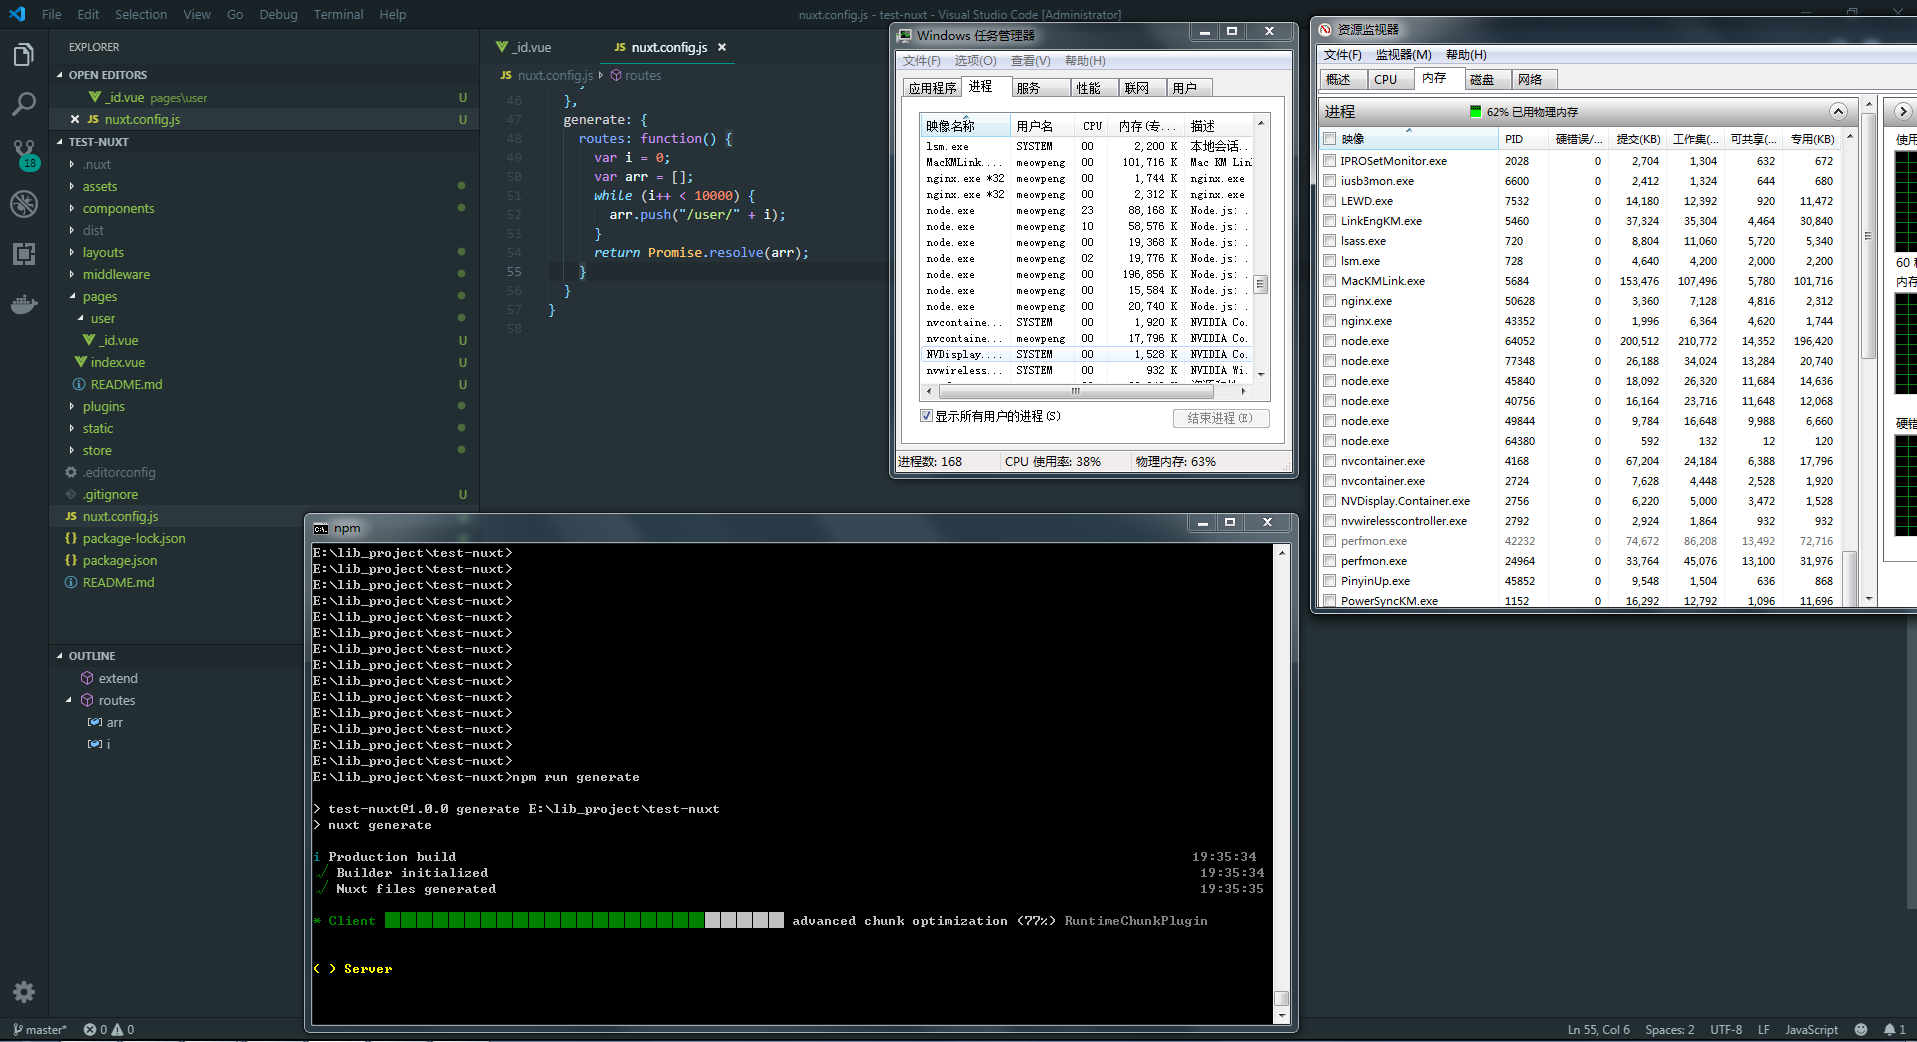 File Edit Selection View Go Debug Terminal Help
nuxt.config.js - test-nuxt - Visual Studio Code [Administrator]
EXPLORER
OPEN EDITORS
_id.vue pages\user U
nuxt.config.js U
TEST-NUXT
.nuxt
assets
components
dist
layouts
middleware
pages
user
_id.vue U
index.vue U
README.md U
plugins
static
store
.editorconfig
.gitignore U
nuxt.config.js
package-lock.json
package.json
README.md
OUTLINE
extend
routes
arr
i
18
_id.vue
nuxt.config.js
nuxt.config.js routes
46 },
47 generate: {
48 routes: function() {
49 var i = 0;
50 var arr = [];
51 while (i++ < 10000) {
52 arr.push("/user/" + i);
53 }
54 return Promise.resolve(arr);
55 }
56 }
57 }
58
Windows 任务管理器
文件(F) 选项(O) 查看(V) 帮助(H)
应用程序 进程 服务 性能 联网 用户
映像名称 用户名 CPU 内存(专... 描述
lsm.exe SYSTEM 00 2,200 K 本地会话..
MacKMLink.... meowpeng 00 101,716 K Mac KM Lin
nginx.exe *32 meowpeng 00 1,744 K nginx.exe
nginx.exe *32 meowpeng 00 2,312 K nginx.exe
node.exe meowpeng 23 88,168 K Node.js: .
node.exe meowpeng 10 58,576 K Node.js: .
node.exe meowpeng 00 19,368 K Node.js: .
node.exe meowpeng 02 19,776 K Node.js: .
node.exe meowpeng 00 196,856 K Node.js: .
node.exe meowpeng 00 15,584 K Node.js: .
node.exe meowpeng 00 20,740 K Node.js: .
nvcontaine... SYSTEM 00 1,920 K NVIDIA Co.
nvcontaine... meowpeng 00 17,796 K NVIDIA Co.
NVDisplay.... SYSTEM 00 1,528 K NVIDIA Co.
nvwireless... SYSTEM 00 932 K NVIDIA Wi.
显示所有用户的进程(S)
结束进程(E)
进程数: 168 CPU 使用率: 38% 物理内存: 63%
资源监视器
文件(F) 监视器(M) 帮助(H)
概述 CPU 内存 磁盘 网络
进程 62% 已用物理内存
映像 PID 硬错误/... 提交(KB) 工作集(... 可共享(... 专用(KB)
IPROSetMonitor.exe 2028 0 2,704 1,304 632 672
iusb3mon.exe 6600 0 2,412 1,324 644 680
LEWD.exe 7532 0 14,180 12,392 920 11,472
LinkEngKM.exe 5460 0 37,324 35,304 4,464 30,840
lsass.exe 720 0 8,804 11,060 5,720 5,340
lsm.exe 728 0 4,640 4,200 2,000 2,200
MacKMLink.exe 5684 0 153,476 107,496 5,780 101,716
nginx.exe 50628 0 3,360 7,128 4,816 2,312
nginx.exe 43352 0 1,996 6,364 4,620 1,744
node.exe 64052 0 200,512 210,772 14,352 196,420
node.exe 77348 0 26,188 34,024 13,284 20,740
node.exe 45840 0 18,092 26,320 11,684 14,636
node.exe 40756 0 16,164 23,716 11,648 12,068
node.exe 49844 0 9,784 16,648 9,988 6,660
node.exe 64380 0 592 132 12 120
nvcontainer.exe 4168 0 67,204 24,184 6,388 17,796
nvcontainer.exe 2724 0 7,628 4,448 2,528 1,920
NVDisplay.Container.exe 2756 0 6,220 5,000 3,472 1,528
nvwirelesscontroller.exe 2792 0 2,924 1,864 932 932
perfmon.exe 42232 0 74,672 86,208 13,492 72,716
perfmon.exe 24964 0 33,764 45,076 13,100 31,976
PinyinUp.exe 45852 0 9,548 1,504 636 868
PowerSyncKM.exe 1152 0 16,292 12,792 1,096 11,696
使用
60
内存
硬错
npm
E:\lib_project\test-nuxt>
E:\lib_project\test-nuxt>
E:\lib_project\test-nuxt>
E:\lib_project\test-nuxt>
E:\lib_project\test-nuxt>
E:\lib_project\test-nuxt>
E:\lib_project\test-nuxt>
E:\lib_project\test-nuxt>
E:\lib_project\test-nuxt>
E:\lib_project\test-nuxt>
E:\lib_project\test-nuxt>
E:\lib_project\test-nuxt>
E:\lib_project\test-nuxt>
E:\lib_project\test-nuxt>
E:\lib_project\test-nuxt>npm run generate
> test-nuxt@1.0.0 generate E:\lib_project\test-nuxt
> nuxt generate
i Production build 19:35:34
√ Builder initialized 19:35:34
√ Nuxt files generated 19:35:35
* Client advanced chunk optimization (77%) RuntimeChunkPlugin
( ) Server
master* 0 0
Ln 55, Col 6 Spaces: 2 UTF-8 LF JavaScript 1